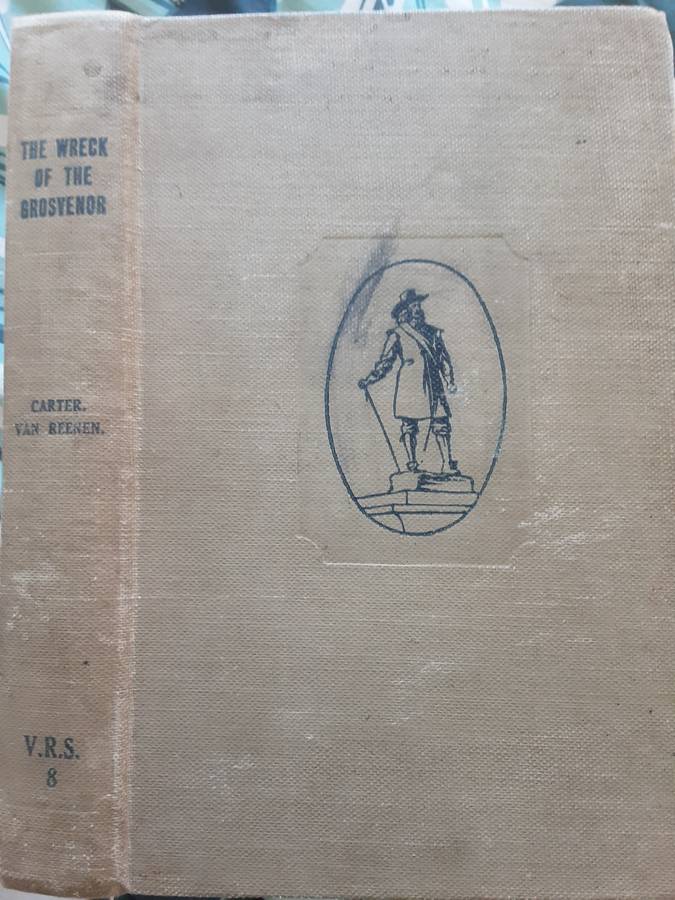 THE WRECK
OF THE
GROSVENOR
CARTER.
VAN REENEN.
V.R.S.
8